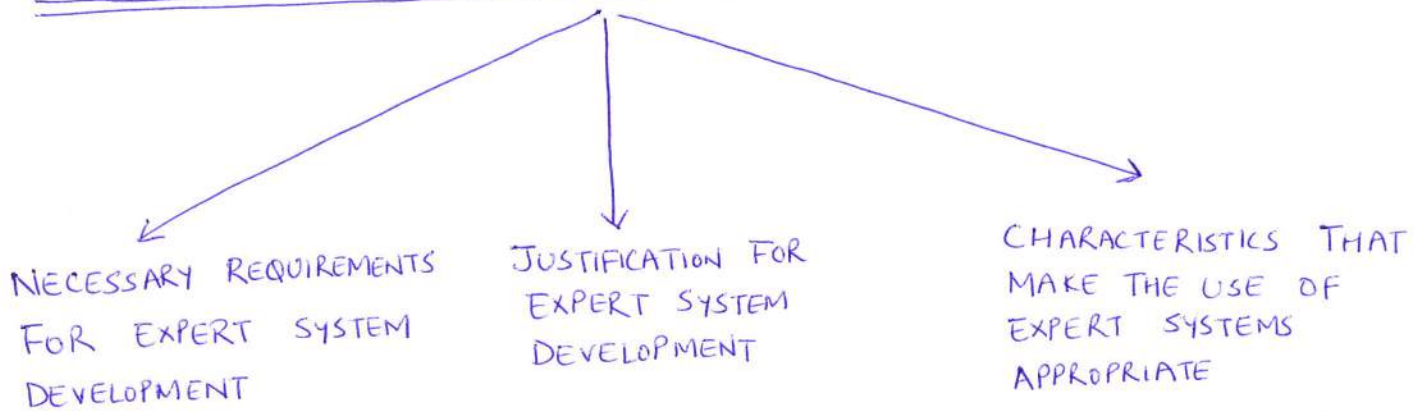 NECESSARY REQUIREMENTS
FOR EXPERT SYSTEM
DEVELOPMENT
JUSTIFICATION FOR
EXPERT SYSTEM
DEVELOPMENT
CHARACTERISTICS THAT
MAKE THE USE OF
EXPERT SYSTEMS
APPROPRIATE